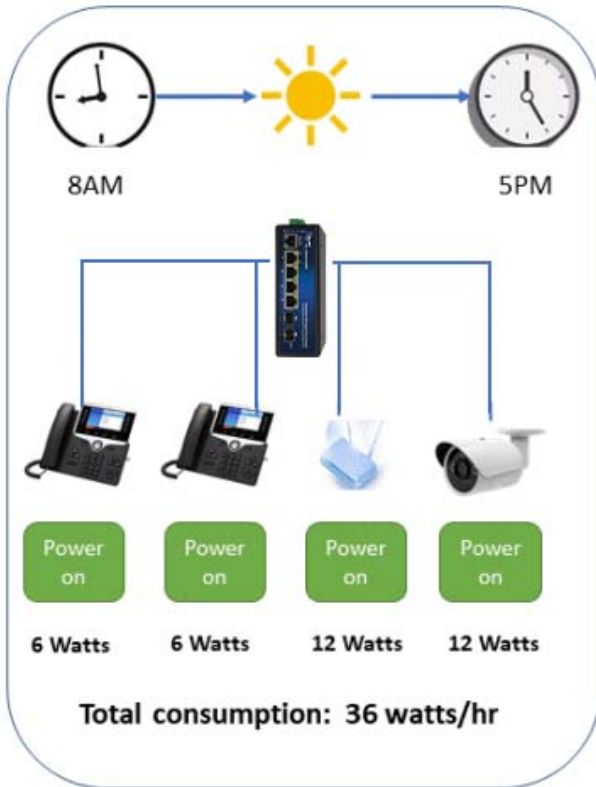 8AM
5PM
Power Power Power Power
on on on on
6 Watts 6 Watts 12 Watts 12 Watts
Total consumption: 36 watts/hr